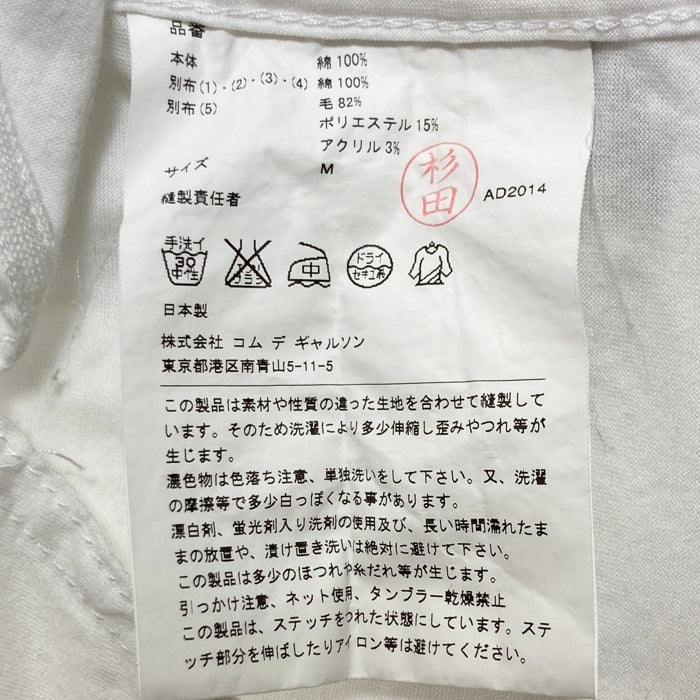 品番
本体 綿 100%
別布(1)・(2)・(3)・(4) 綿 100%
別布(5) 毛 82%
ポリエステル 15%
アクリル 3%
サイズ M
縫製責任者 杉田 AD2014
手洗イ
30
中性
エンソ
サラシ
中
ドライ
セキユ系
日本製
株式会社 コム デ ギャルソン
東京都港区南青山5-11-5
この製品は素材や性質の違った生地を合わせて縫製して
います。そのため洗濯により多少伸縮し歪みやつれ等が
生じます。
濃色物は色落ち注意、単独洗いをして下さい。又、洗濯
の摩擦等で多少白っぽくなる事があります。
漂白剤、蛍光剤入り洗剤の使用及び、長い時間濡れたま
まの放置や、漬け置き洗いは絶対に避けて下さい。
この製品は多少のほつれや糸だれ等が生じます。
引っかけ注意、ネット使用、タンブラー乾燥禁止
この製品は、ステッチをつれた状態にしています。ステ
ッチ部分を伸ばしたりアイロン等は避けてください。